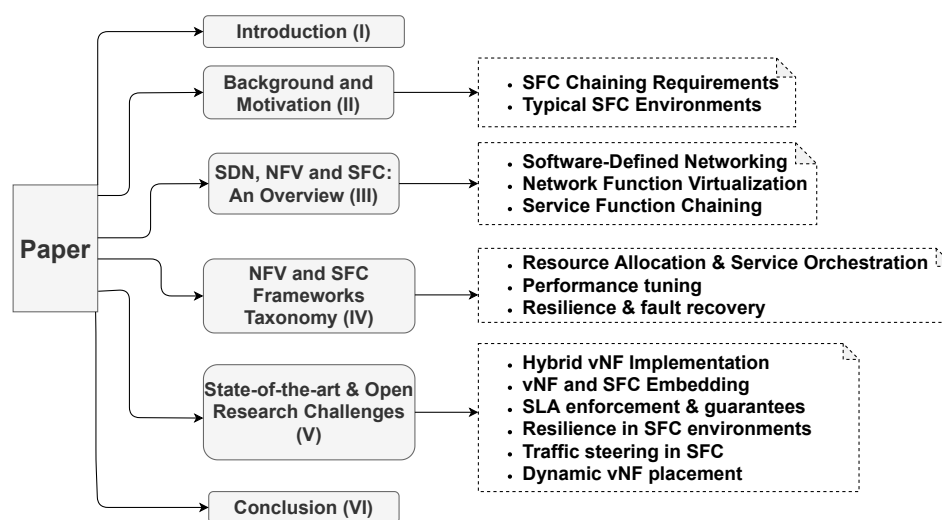 Paper
Introduction (I)
Background and
Motivation (II)
• SFC Chaining Requirements
• Typical SFC Environments
SDN, NFV and SFC:
An Overview (III)
• Software-Defined Networking
• Network Function Virtualization
• Service Function Chaining
NFV and SFC
Frameworks
Taxonomy (IV)
• Resource Allocation & Service Orchestration
• Performance tuning
• Resilience & fault recovery
State-of-the-art & Open
Research Challenges
(V)
• Hybrid vNF Implementation
• vNF and SFC Embedding
• SLA enforcement & guarantees
• Resilience in SFC environments
• Traffic steering in SFC
• Dynamic vNF placement
Conclusion (VI)